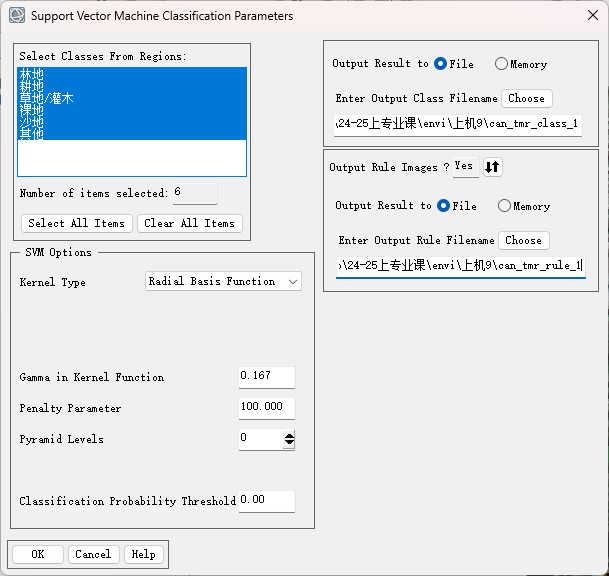 Support Vector Machine Classification Parameters
Select Classes From Regions:
林地
耕地
草地/灌木
裸地
沙地
其他
Number of items selected: 6
Select All Items
Clear All Items
SVM Options
Kernel Type
Radial Basis Function
Gamma in Kernel Function 0.167
Penalty Parameter 100.000
Pyramid Levels 0
Classification Probability Threshold 0.00
OK
Cancel
Help
Output Result to File Memory
Enter Output Class Filename Choose
\24-25上专业课\envi\上机9\can_tmr_class_1
Output Rule Images ? Yes
Output Result to File Memory
Enter Output Rule Filename Choose
\24-25上专业课\envi\上机9\can_tmr_rule_1